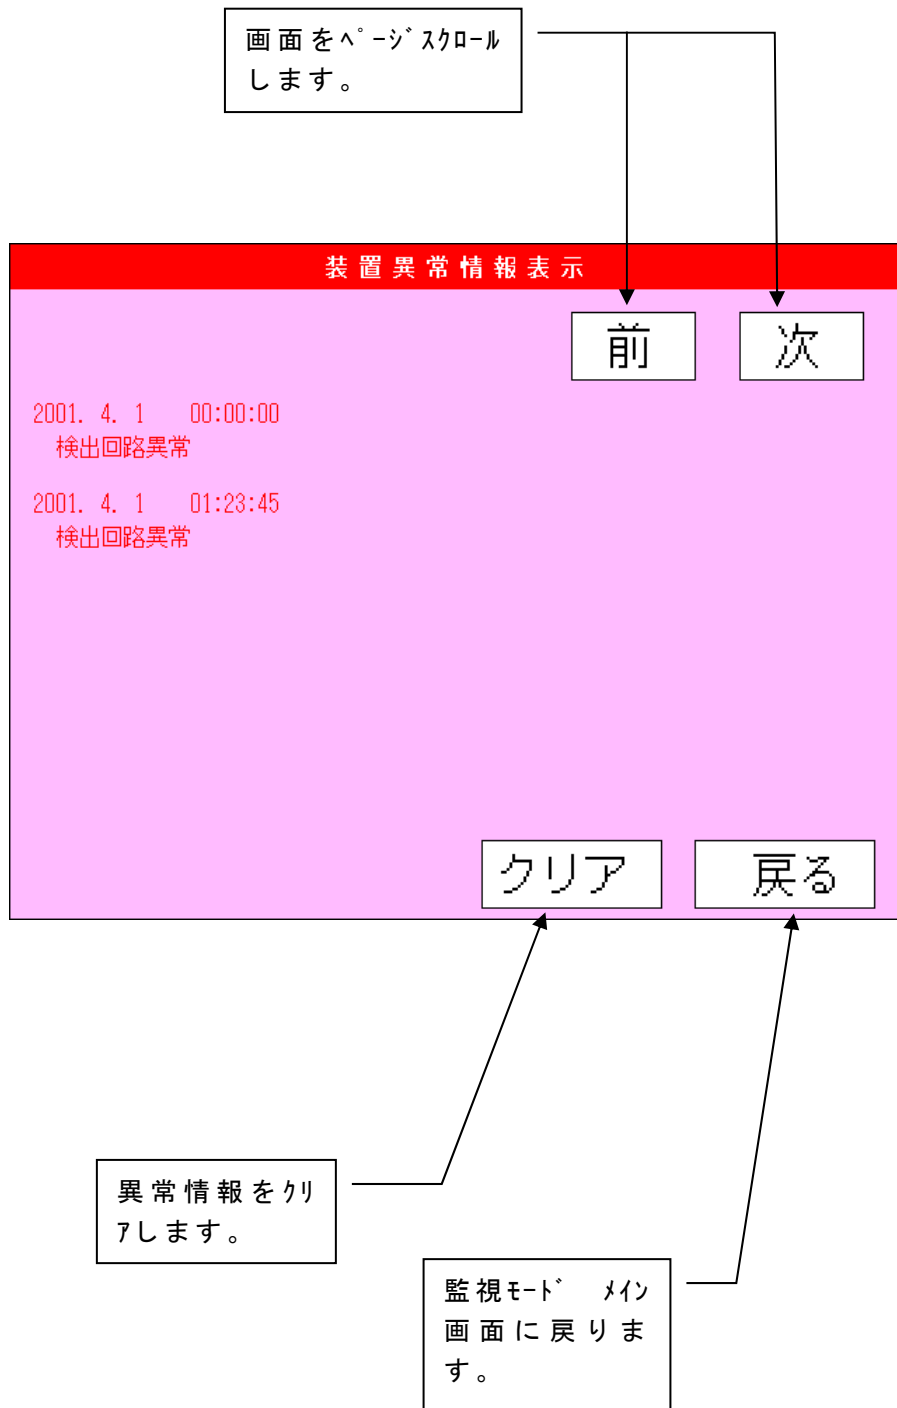 画面をﾍﾟｰｼﾞｽｸﾛｰﾙ
します。
装置異常情報表示
前 次
2001. 4. 1 00:00:00
検出回路異常
2001. 4. 1 01:23:45
検出回路異常
クリア 戻る
異常情報をｸﾘ
ｱします。
監視ﾓｰﾄﾞ ﾒｲﾝ
画面に戻りま
す。